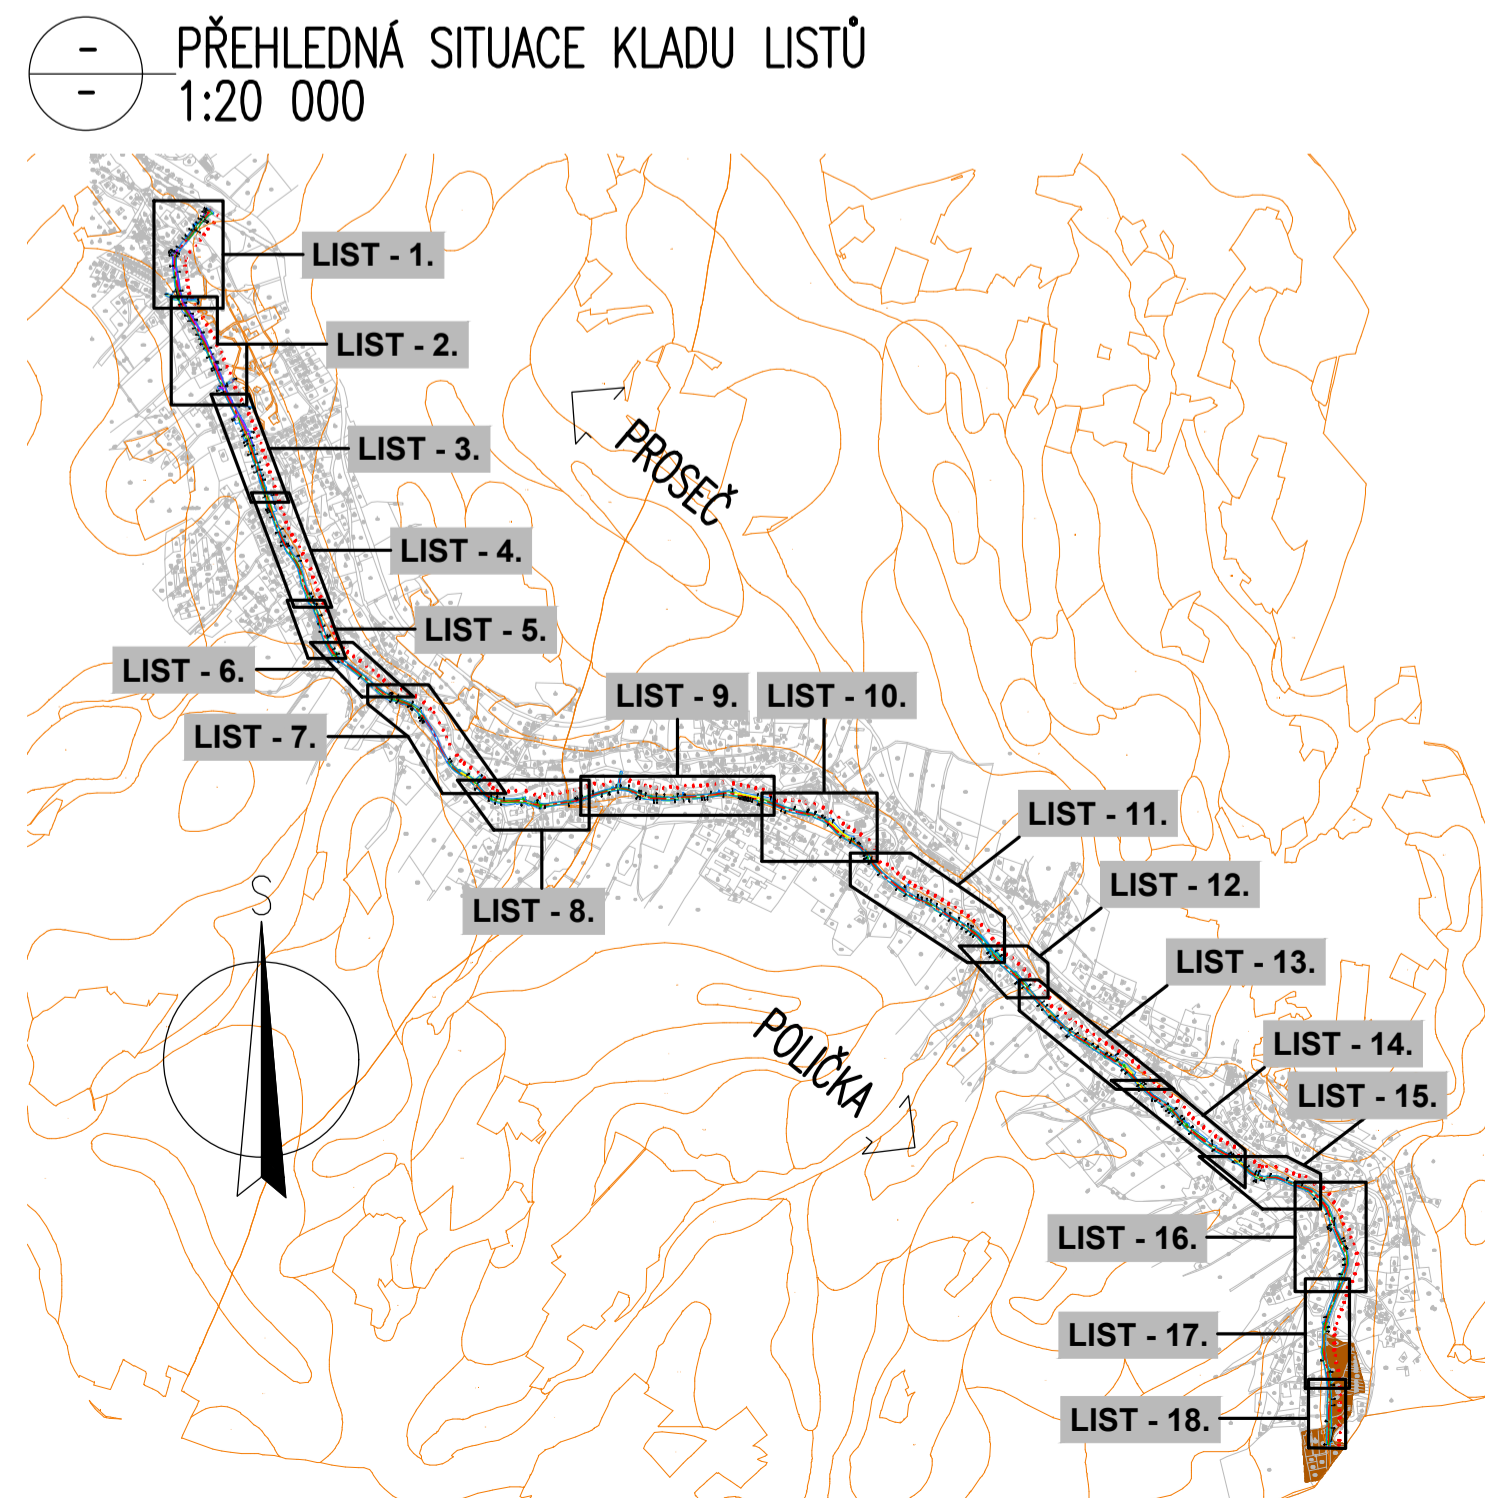 PŘEHLEDNÁ SITUACE KLADU LISTŮ
1:20 000
LIST - 1.
LIST - 2.
PROSEČ
LIST - 3.
LIST - 4.
LIST - 5.
LIST - 6.
LIST - 9.
LIST - 10.
LIST - 7.
LIST - 11.
LIST - 12.
S
LIST - 8.
LIST - 13.
POLIČKA
LIST - 14.
LIST - 15.
LIST - 16.
LIST - 17.
LIST - 18.